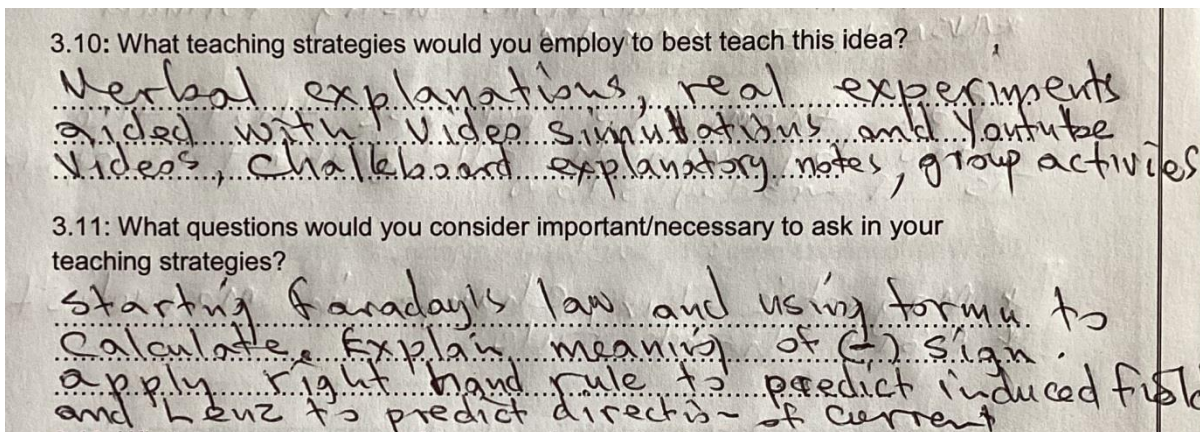 3.10: What teaching strategies would you employ to best teach this idea?
Verbal explanations, real experiments
aided with video simulations and Youtube
Videos, Chalkboard explanatory notes, group activities
3.11: What questions would you consider important/necessary to ask in your
teaching strategies?
Starting faraday's law and using formu. to
Calculate. Explain meaning of (-) sign.
apply right hand rule to predict induced field
and Lenz to predict direction of current